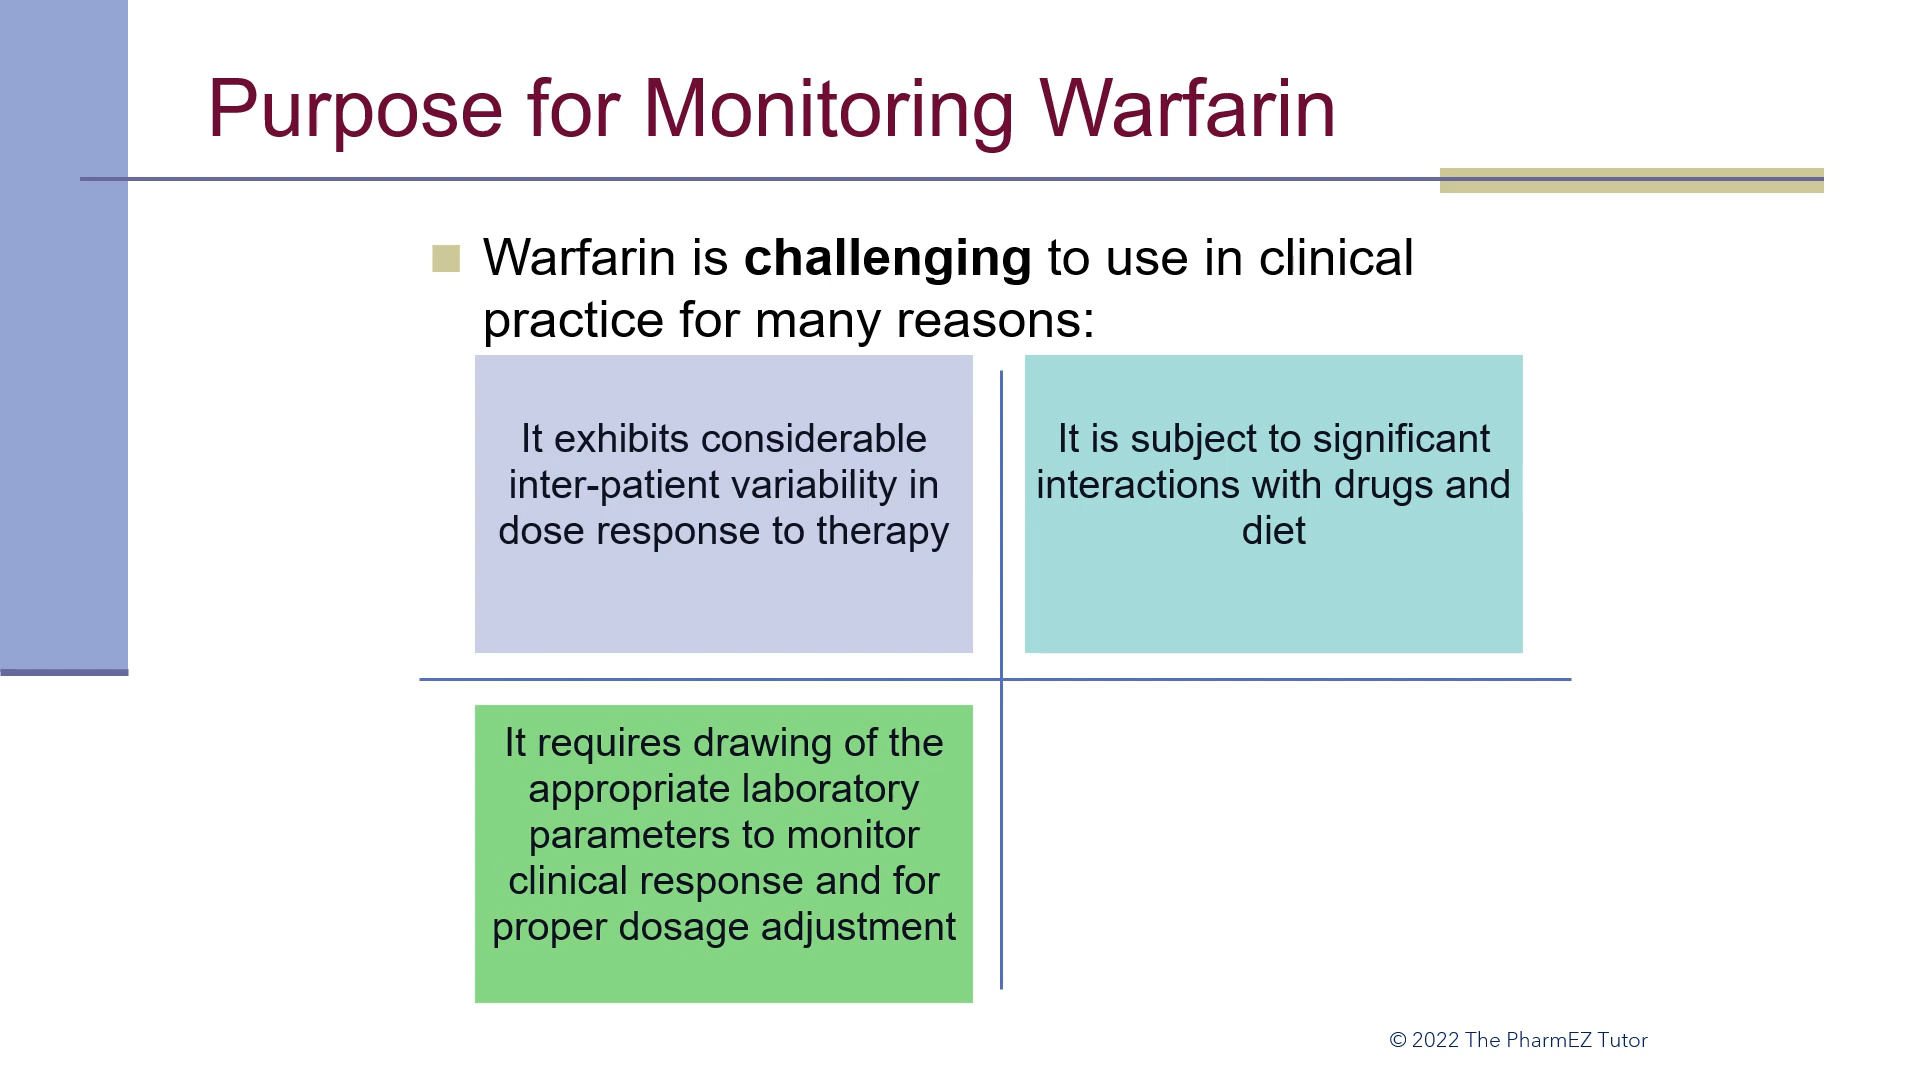 Purpose for Monitoring Warfarin
Warfarin is challenging to use in clinical
practice for many reasons:
It exhibits considerable
inter-patient variability in
dose response to therapy
It is subject to significant
interactions with drugs and
diet
It requires drawing of the
appropriate laboratory
parameters to monitor
clinical response and for
proper dosage adjustment
© 2022 The PharmEZ Tutor